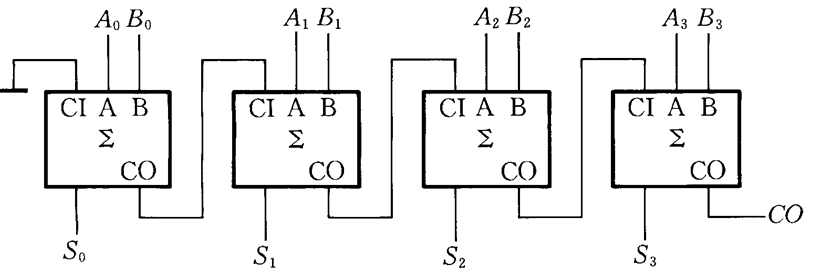 A₀ B₀ A₁ B₁ A₂ B₂ A₃ B₃
CI A B CI A B CI A B CI A B
Σ Σ Σ Σ
CO CO CO CO
CO
S₀ S₁ S₂ S₃